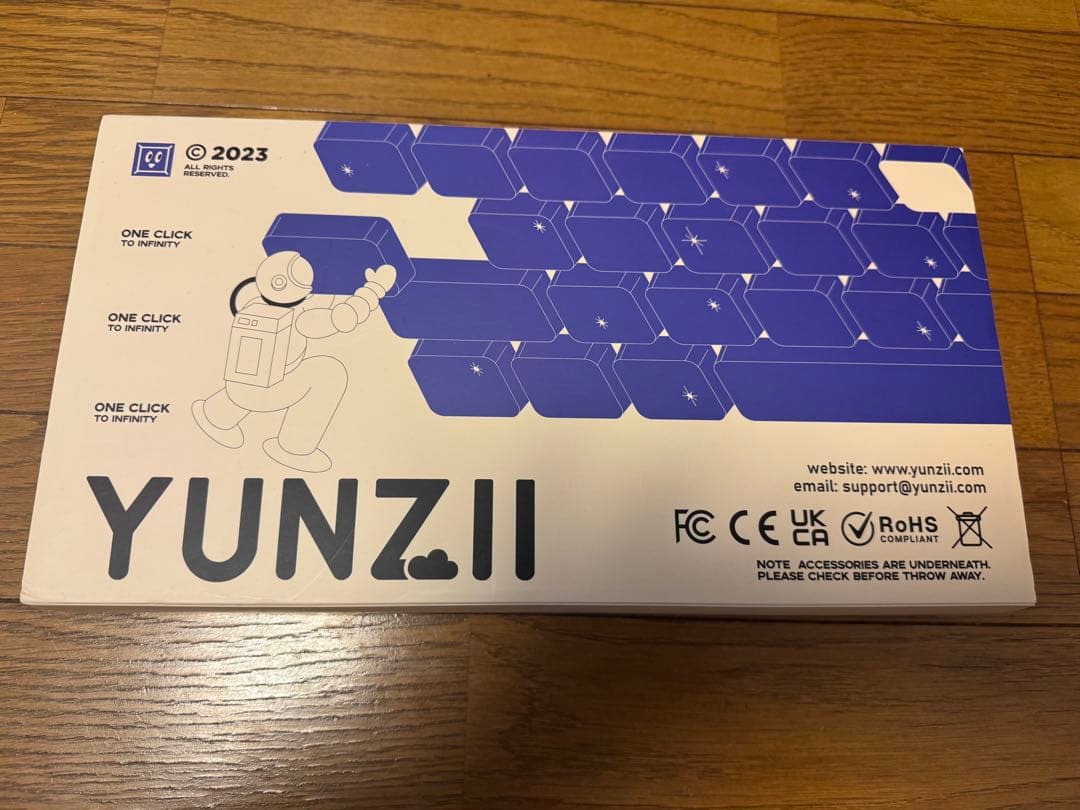 © 2023
ALL RIGHTS
RESERVED.
ONE CLICK
TO INFINITY
ONE CLICK
TO INFINITY
ONE CLICK
TO INFINITY
YUNZII
website: www.yunzii.com
email: support@yunzii.com
FC CE UK
CA
RoHS
COMPLIANT
NOTE ACCESSORIES ARE UNDERNEATH.
PLEASE CHECK BEFORE THROW AWAY.